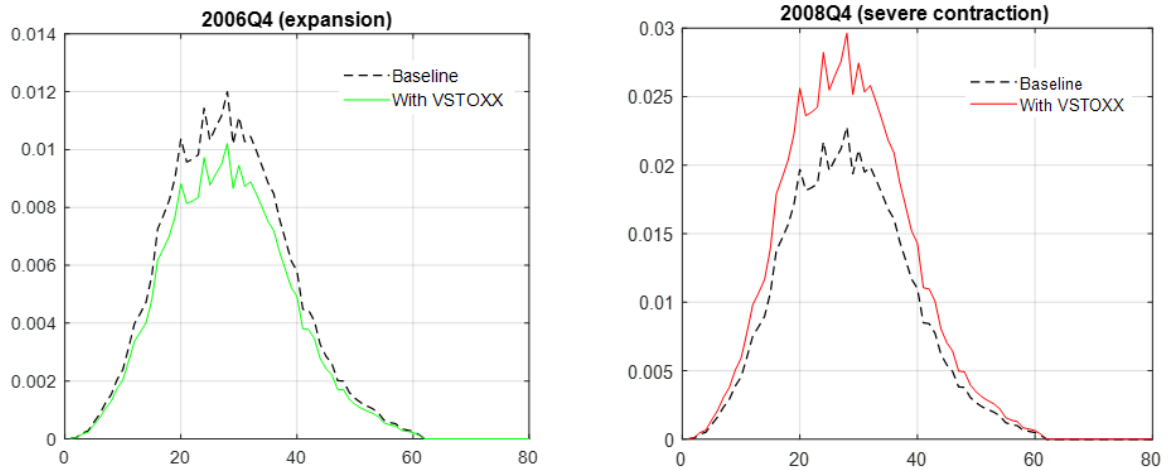 2006Q4 (expansion)
0.014
0.012
0.01
0.008
0.006
0.004
0.002
0
0 20 40 60 80
Baseline
With VSTOXX
2008Q4 (severe contraction)
0.03
0.025
0.02
0.015
0.01
0.005
0
0 20 40 60 80
Baseline
With VSTOXX